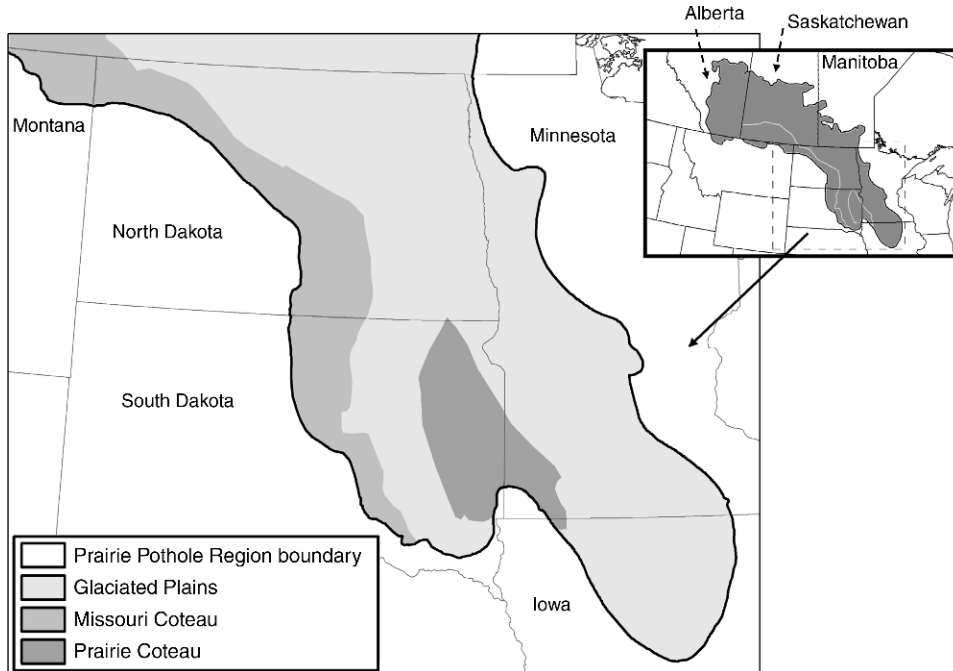 Alberta
Saskatchewan
Manitoba
Montana
Minnesota
North Dakota
South Dakota
Iowa
Prairie Pothole Region boundary
Glaciated Plains
Missouri Coteau
Prairie Coteau